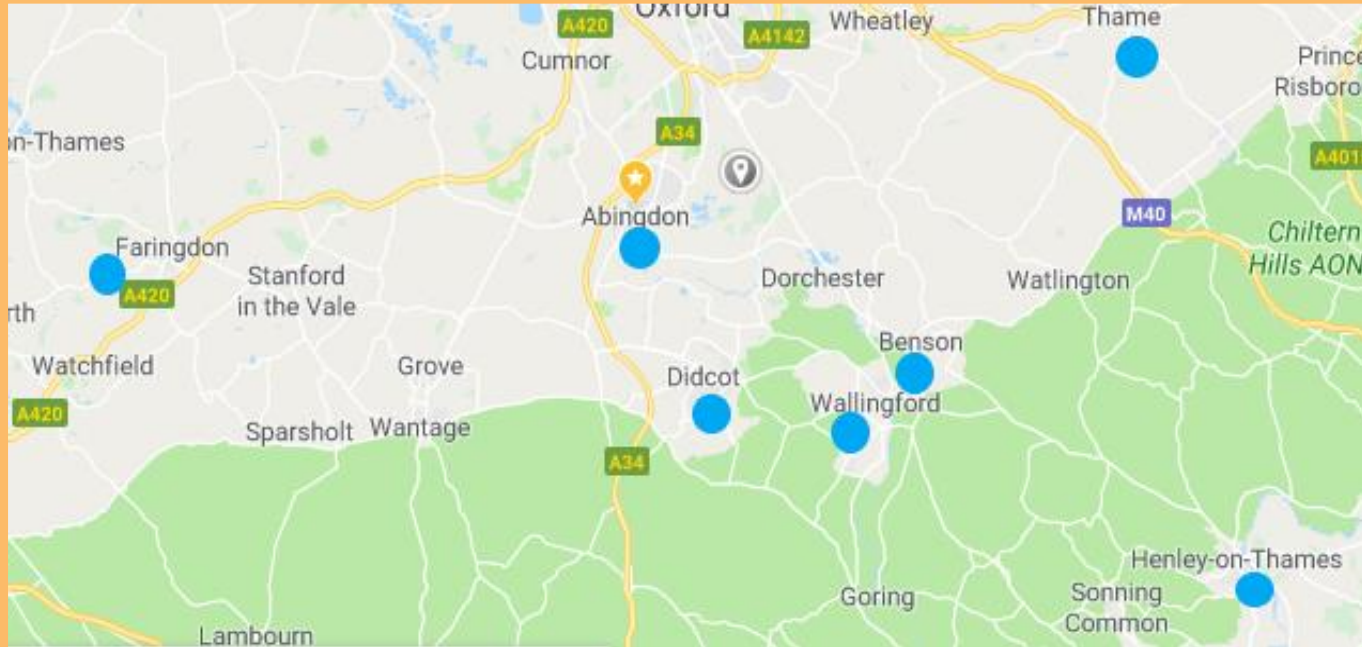 Oxford
Thame
A420
A4142
Wheatley
Cumnor
Prince
Risboro
A34
on-Thames
A401
Abingdon
M40
Faringdon
Chiltern
Hills AON
Stanford
in the Vale
Dorchester
Watlington
A420
rth
Benson
Watchfield
Grove
Didcot
Wallingford
A420
Sparsholt
Wantage
A34
Henley-on-Thames
Goring
Sonning
Common
Lambourn